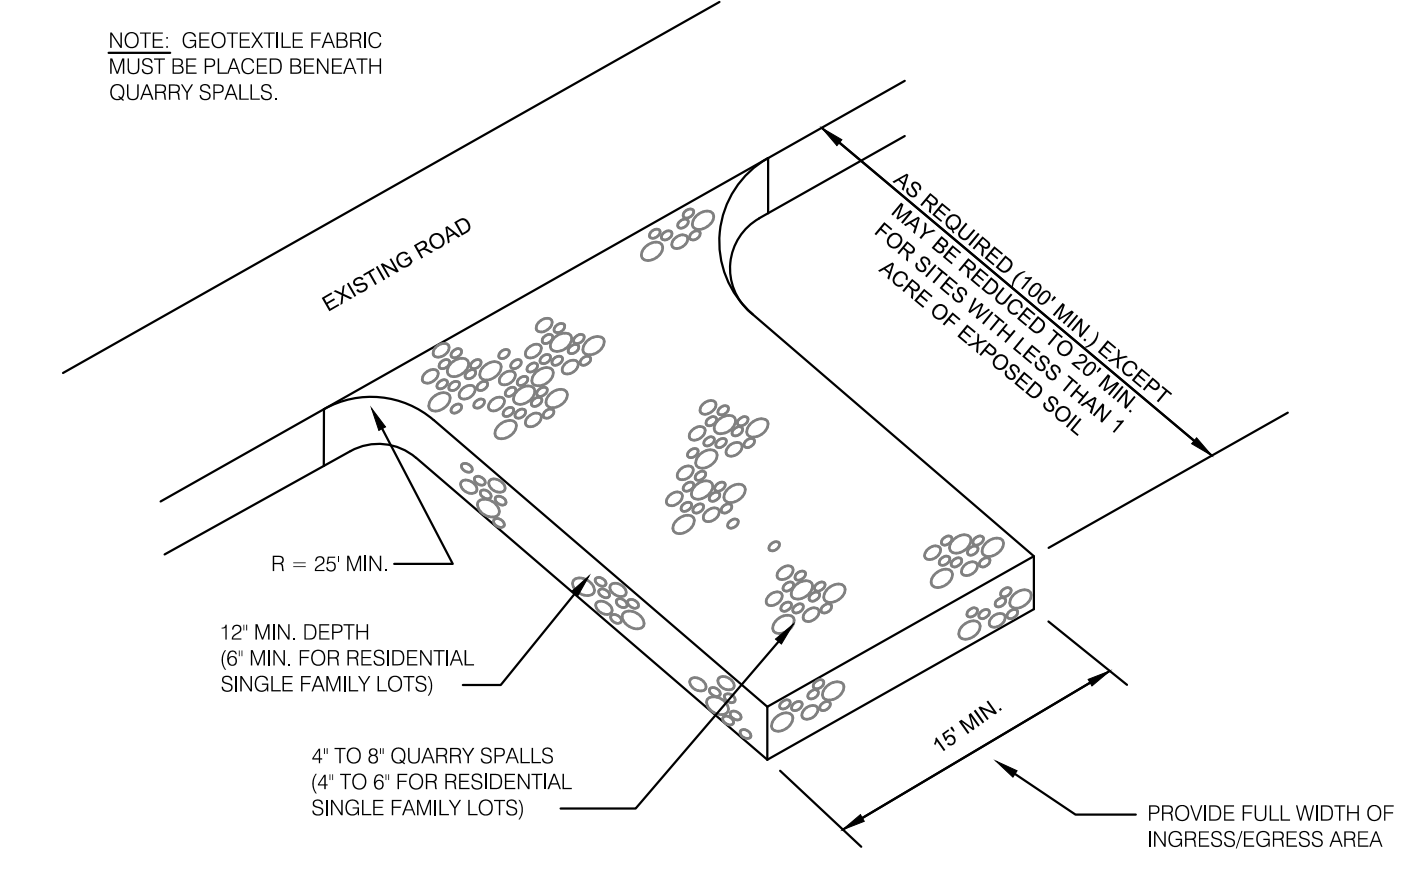 NOTE: GEOTEXTILE FABRIC
MUST BE PLACED BENEATH
QUARRY SPALLS.
EXISTING ROAD
AS REQUIRED (100' MIN.) EXCEPT
MAY BE REDUCED TO 20' MIN.
FOR SITES WITH LESS THAN 1
ACRE OF EXPOSED SOIL
R = 25' MIN.
12" MIN. DEPTH
(6" MIN. FOR RESIDENTIAL
SINGLE FAMILY LOTS)
4" TO 8" QUARRY SPALLS
(4" TO 6" FOR RESIDENTIAL
SINGLE FAMILY LOTS)
15' MIN.
PROVIDE FULL WIDTH OF
INGRESS/EGRESS AREA